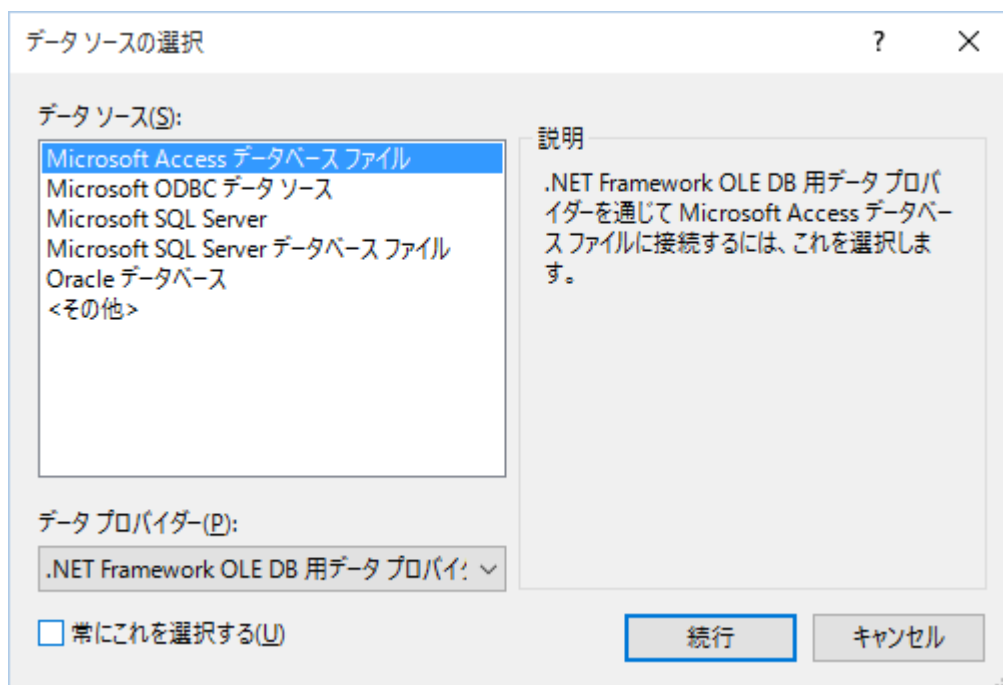 データ ソースの選択
?
データ ソース(S):
Microsoft Access データベース ファイル
Microsoft ODBC データ ソース
Microsoft SQL Server
Microsoft SQL Server データベース ファイル
Oracle データベース
<その他>
説明
.NET Framework OLE DB 用データ プロバ
イダーを通じて Microsoft Access データベー
ス ファイルに接続するには、これを選択しま
す。
データ プロバイダー(P):
.NET Framework OLE DB 用データ プロバイ
常にこれを選択する(U)
続行
キャンセル